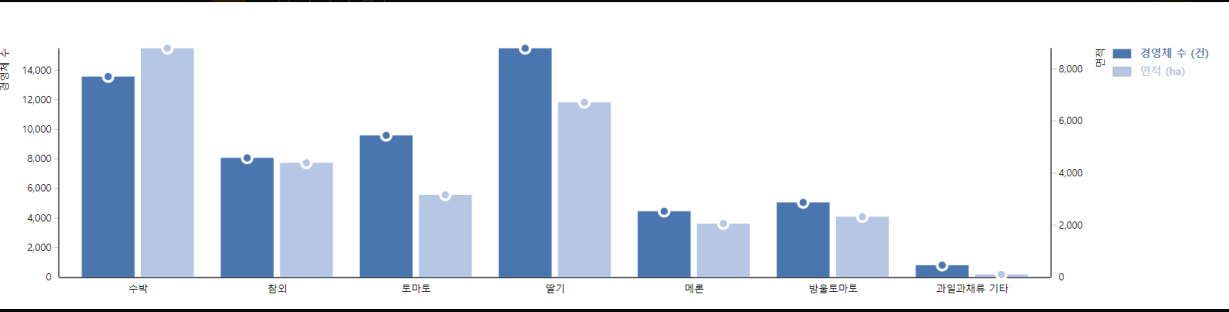 경영체 수
14,000
12,000
10,000
8,000
6,000
4,000
2,000
0
수박
참외
토마토
딸기
메론
방울토마토
과일과채류 기타
면적
8,000
6,000
4,000
2,000
0
경영체 수 (건)
면적 (ha)